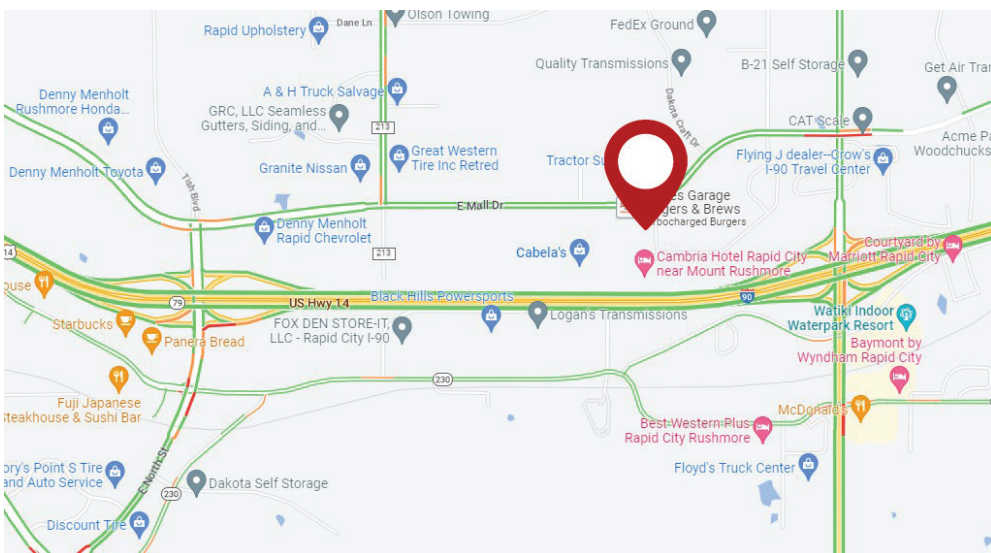 Olson Towing
Dane Ln
FedEx Ground
Rapid Upholstery
Quality Transmissions
B-21 Self Storage
Get Air Tra
Denny Menholt
Rushmore Honda...
A & H Truck Salvage
GRC, LLC Seamless
Gutters, Siding, and...
213
Dakota Craft Dr
CAT Scale
Acme Pa
Woodchucks
Denny Menholt Toyota
Granite Nissan
Great Western
Tire Inc Retred
Tractor Su
Flying J dealer--Crow's
I-90 Travel Center
Tish Blvd
E Mall Dr
es Garage
gers & Brews
bocharged Burgers
Denny Menholt
Rapid Chevrolet
213
Cabela's
Cambria Hotel Rapid City
near Mount Rushmore
Courtyard by
Marriott Rapid City
14
ouse
79
US Hwy 14
Black Hills Powersports
90
Starbucks
Panera Bread
FOX DEN STORE-IT,
LLC - Rapid City I-90
Logan's Transmissions
Watiki Indoor
Waterpark Resort
Baymont by
Wyndham Rapid City
230
Fuji Japanese
Steakhouse & Sushi Bar
McDonald's
Best Western Plus
Rapid City Rushmore
E North St
ory's Point S Tire
and Auto Service
230
Dakota Self Storage
Floyd's Truck Center
Discount Tire